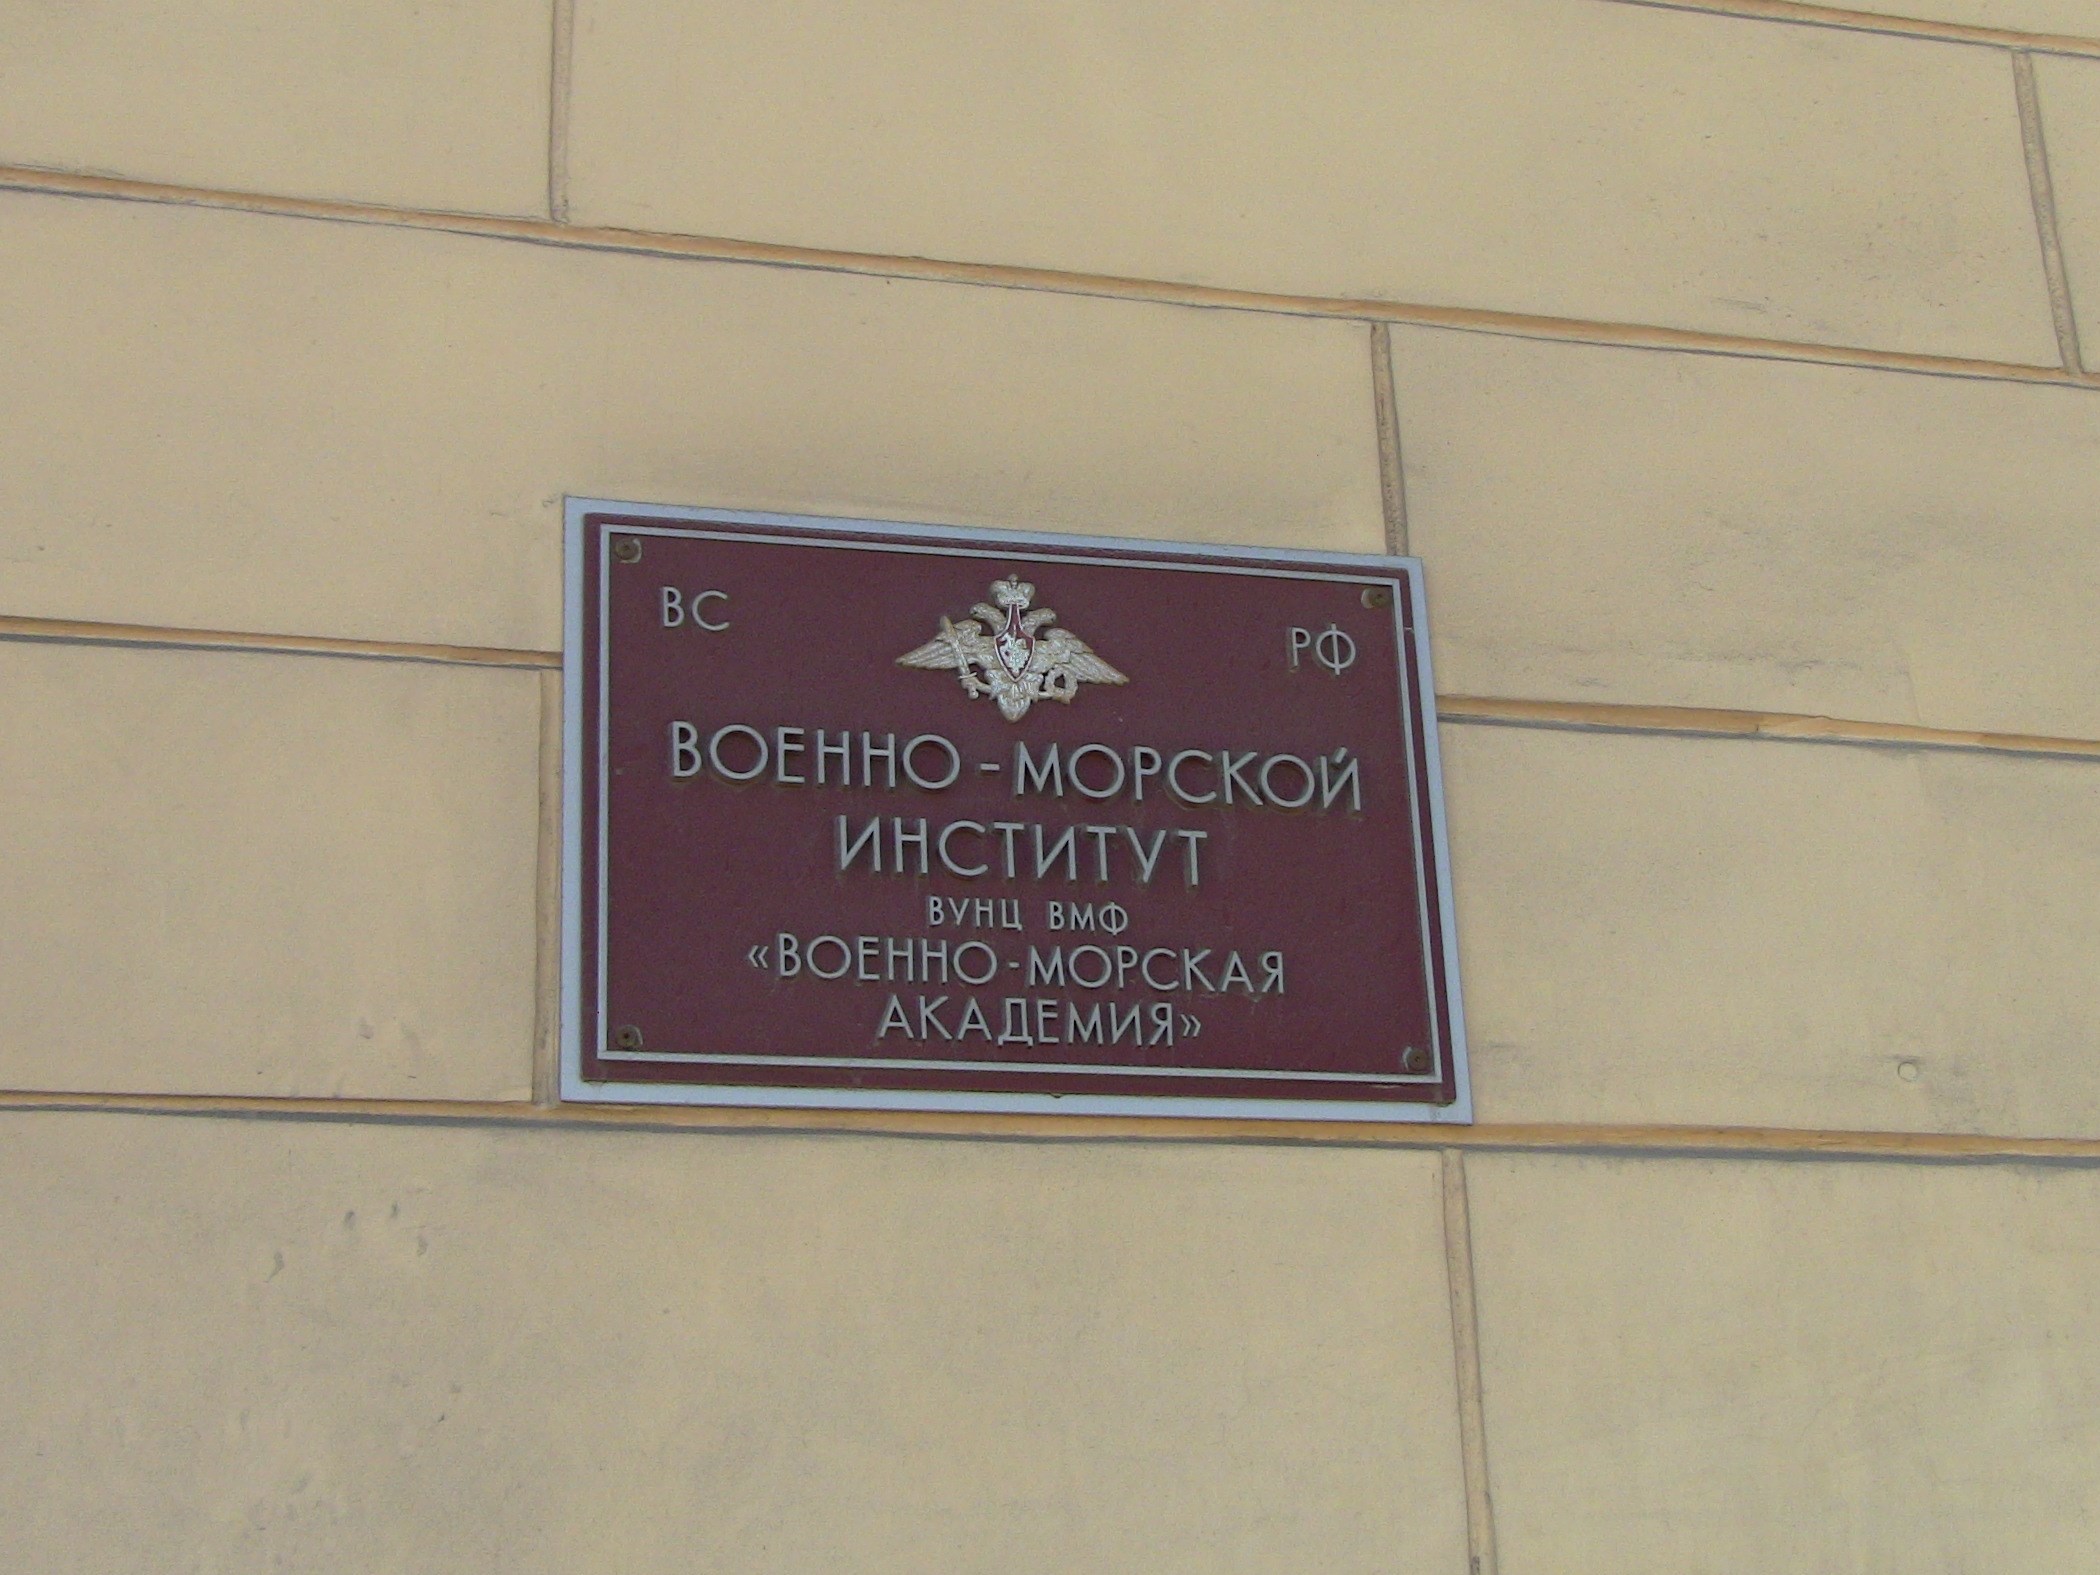 ВС РФ
ВОЕННО-МОРСКОЙ
ИНСТИТУТ
ВУНЦ ВМФ
«ВОЕННО-МОРСКАЯ
АКАДЕМИЯ»